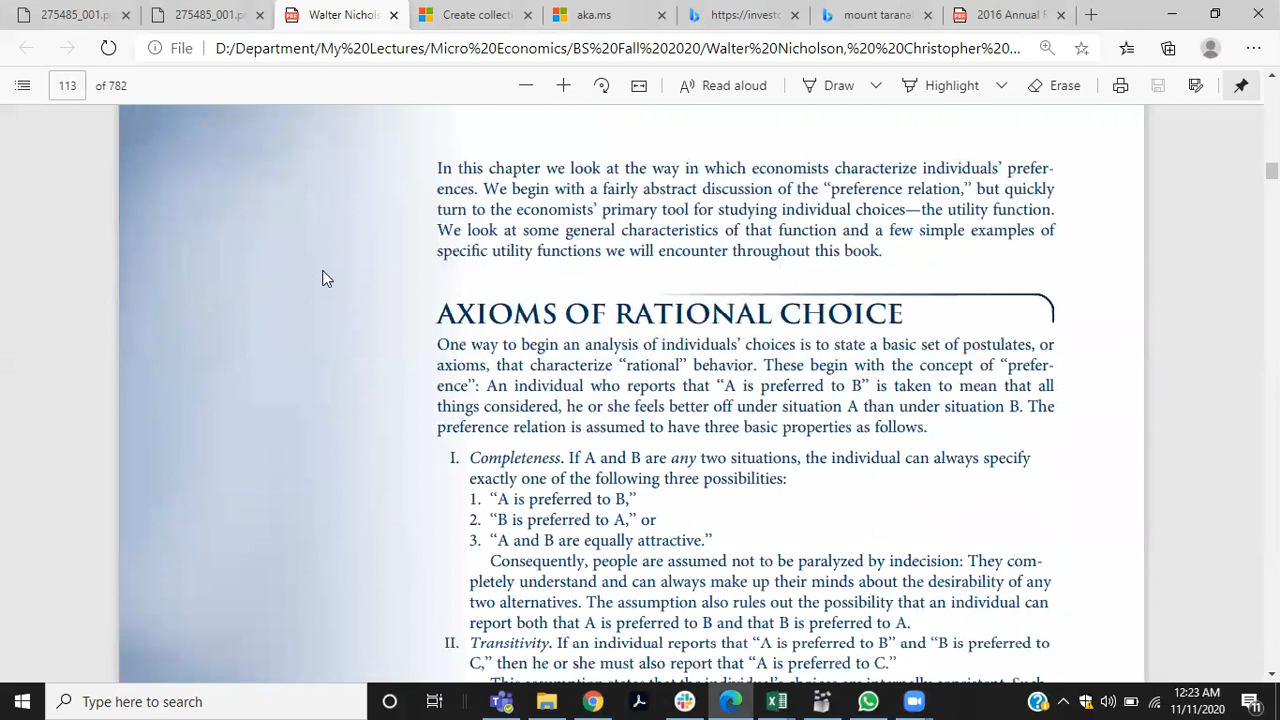 275485_001.p
275485_001.p
Walter Nichols
Create collecti
aka.ms
https://investo
mount tarana
2016 Annual R
File
D:/Department/My%20Lectures/Micro%20Economics/BS%20Fall%202020/Walter%20Nicholson,%20%20Christopher%20...
113 of 782
Read aloud
Draw
Highlight
Erase
In this chapter we look at the way in which economists characterize individuals’ prefer-
ences. We begin with a fairly abstract discussion of the “preference relation,” but quickly
turn to the economists’ primary tool for studying individual choices—the utility function.
We look at some general characteristics of that function and a few simple examples of
specific utility functions we will encounter throughout this book.
AXIOMS OF RATIONAL CHOICE
One way to begin an analysis of individuals’ choices is to state a basic set of postulates, or
axioms, that characterize “rational” behavior. These begin with the concept of “prefer-
ence”: An individual who reports that “A is preferred to B” is taken to mean that all
things considered, he or she feels better off under situation A than under situation B. The
preference relation is assumed to have three basic properties as follows.
I. Completeness. If A and B are any two situations, the individual can always specify
exactly one of the following three possibilities:
1. “A is preferred to B,”
2. “B is preferred to A,” or
3. “A and B are equally attractive.”
Consequently, people are assumed not to be paralyzed by indecision: They com-
pletely understand and can always make up their minds about the desirability of any
two alternatives. The assumption also rules out the possibility that an individual can
report both that A is preferred to B and that B is preferred to A.
II. Transitivity. If an individual reports that “A is preferred to B” and “B is preferred to
C,” then he or she must also report that “A is preferred to C.”
This assumption states that the individual’s choices are internally consistent. Such
Type here to search
12:23 AM
11/11/2020